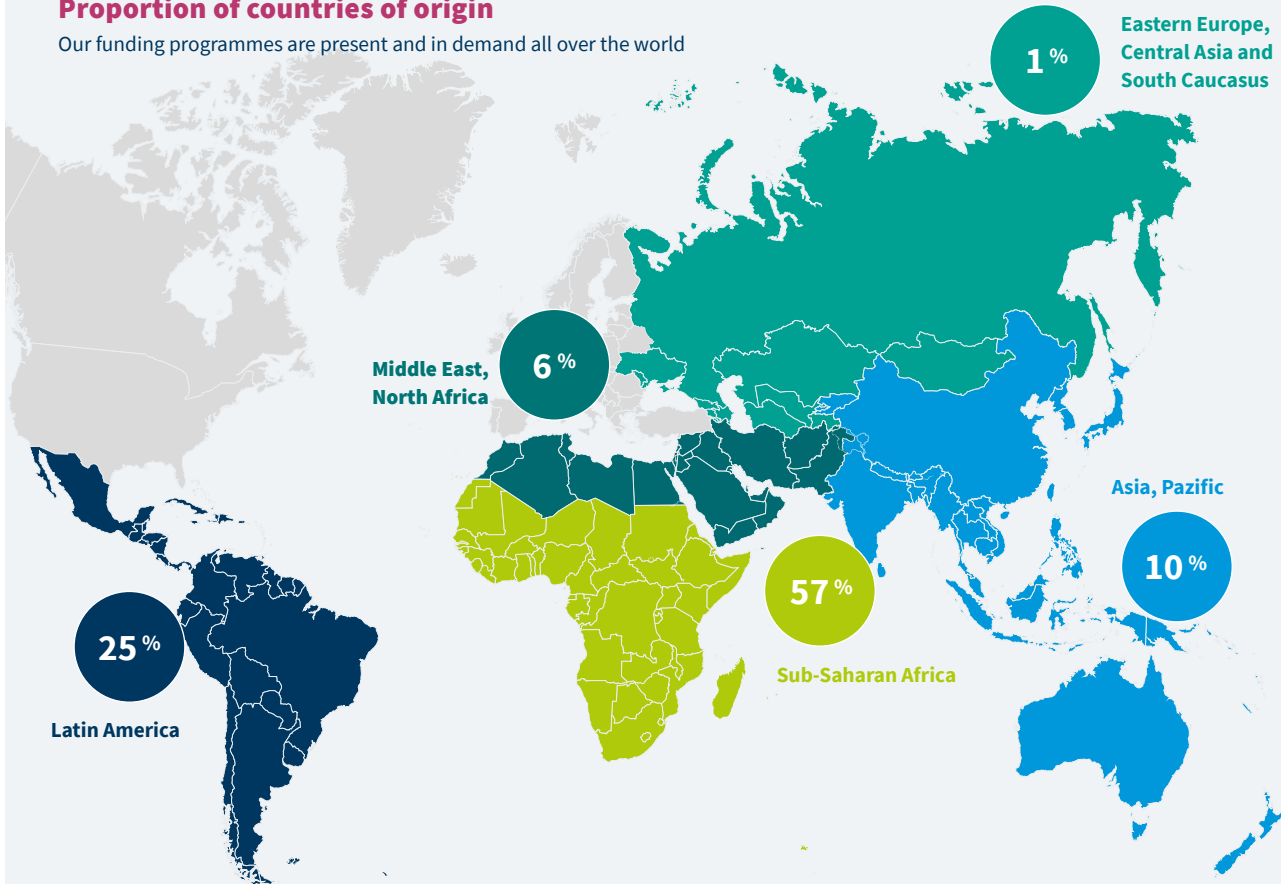 Proportion of countries of origin
Our funding programmes are present and in demand all over the world
1 %
Eastern Europe,
Central Asia and
South Caucasus
Middle East,
North Africa
6 %
Asia, Pazific
10 %
57 %
Sub-Saharan Africa
25 %
Latin America